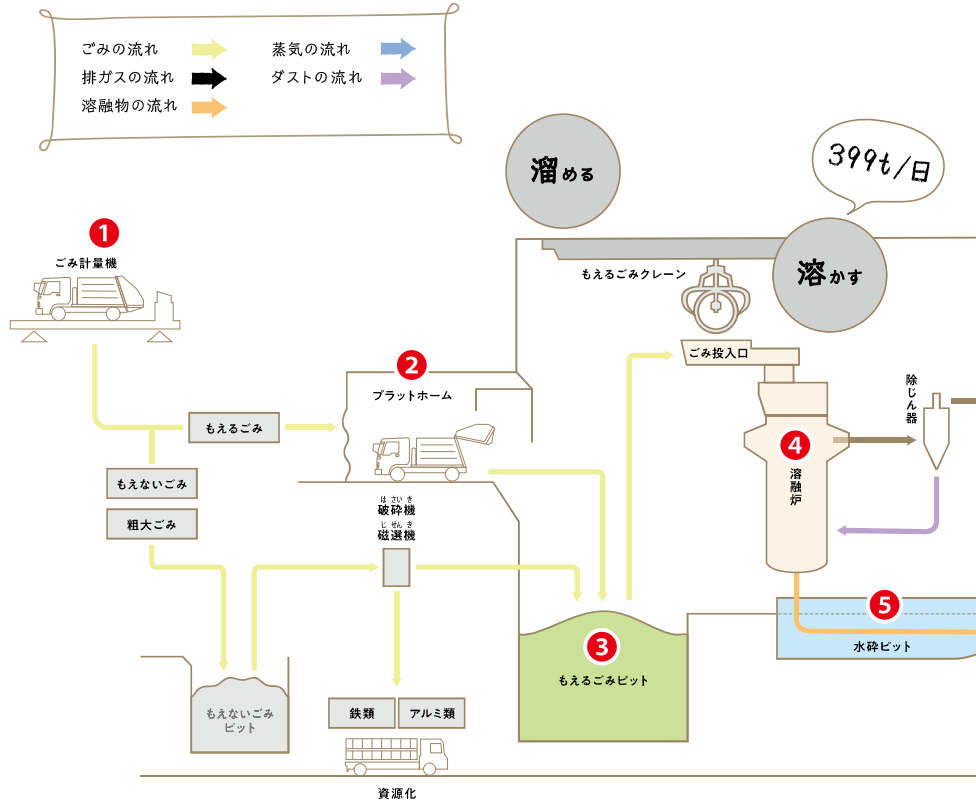 ごみの流れ
蒸気の流れ
排ガスの流れ
ダストの流れ
溶融物の流れ
溜める
399t/日
溶かす
1
ごみ計量機
もえるごみクレーン
2
プラットホーム
ごみ投入口
除じん器
もえるごみ
4
溶融炉
もえないごみ
粗大ごみ
は さい き
破砕機
じ せん き
磁選機
5
水砕ピット
3
もえるごみピット
もえないごみ
ピット
鉄類
アルミ類
資源化